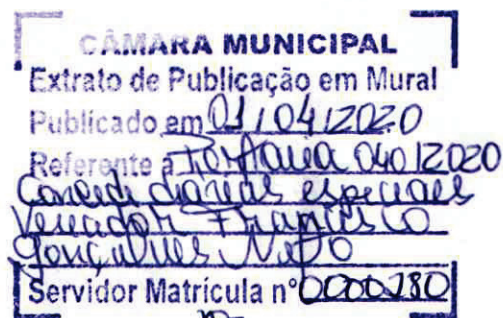 CÂMARA MUNICIPAL
Extrato de Publicação em Mural
Publicado em 01/04/2020
Referente à Portaria 040/2020
Concede diarias especiais
Vereador Francisco
Gonçalves Neto
Servidor Matrícula nº 0000180